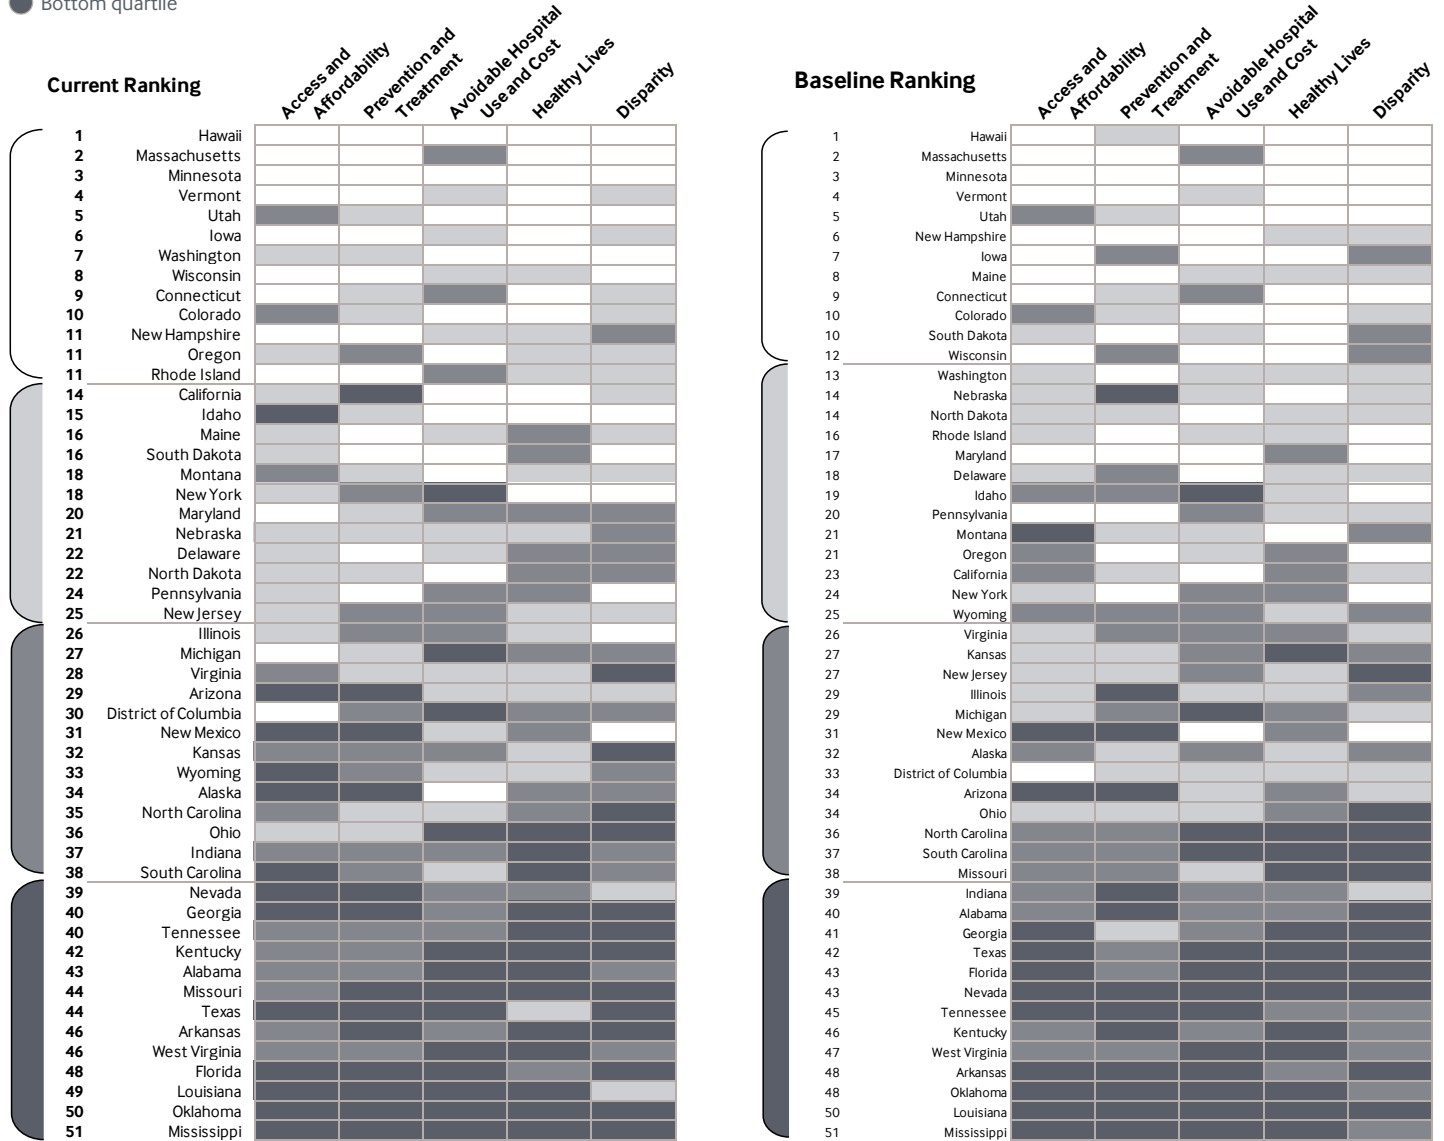 Bottom quartile
Current Ranking
Access and
Affordability
Prevention and
Treatment
Avoidable Hospital
Use and Cost
Healthy Lives
Disparity
1 Hawaii
2 Massachusetts
3 Minnesota
4 Vermont
5 Utah
6 Iowa
7 Washington
8 Wisconsin
9 Connecticut
10 Colorado
11 New Hampshire
11 Oregon
11 Rhode Island
14 California
15 Idaho
16 Maine
16 South Dakota
18 Montana
18 New York
20 Maryland
21 Nebraska
22 Delaware
22 North Dakota
24 Pennsylvania
25 New Jersey
26 Illinois
27 Michigan
28 Virginia
29 Arizona
30 District of Columbia
31 New Mexico
32 Kansas
33 Wyoming
34 Alaska
35 North Carolina
36 Ohio
37 Indiana
38 South Carolina
39 Nevada
40 Georgia
40 Tennessee
42 Kentucky
43 Alabama
44 Missouri
44 Texas
46 Arkansas
46 West Virginia
48 Florida
49 Louisiana
50 Oklahoma
51 Mississippi
Baseline Ranking
Access and
Affordability
Prevention and
Treatment
Avoidable Hospital
Use and Cost
Healthy Lives
Disparity
1 Hawaii
2 Massachusetts
3 Minnesota
4 Vermont
5 Utah
6 New Hampshire
7 Iowa
8 Maine
9 Connecticut
10 Colorado
10 South Dakota
12 Wisconsin
13 Washington
14 Nebraska
14 North Dakota
16 Rhode Island
17 Maryland
18 Delaware
19 Idaho
20 Pennsylvania
21 Montana
21 Oregon
23 California
24 New York
25 Wyoming
26 Virginia
27 Kansas
27 New Jersey
29 Illinois
29 Michigan
31 New Mexico
32 Alaska
33 District of Columbia
34 Arizona
34 Ohio
36 North Carolina
37 South Carolina
38 Missouri
39 Indiana
40 Alabama
41 Georgia
42 Texas
43 Florida
43 Nevada
45 Tennessee
46 Kentucky
47 West Virginia
48 Arkansas
48 Oklahoma
50 Louisiana
51 Mississippi